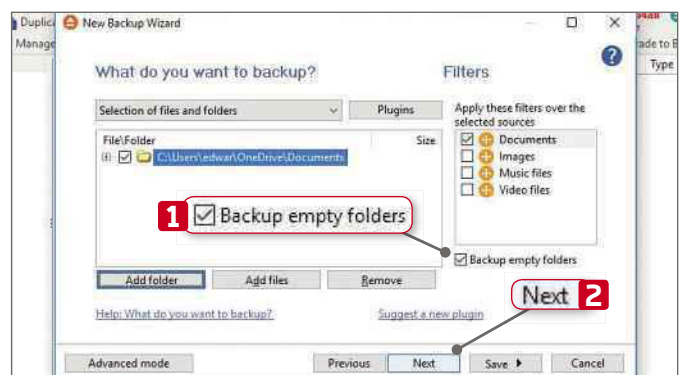 New Backup Wizard
Manage
Type
What do you want to backup?
Filters
Selection of files and folders
Plugins
Apply these filters over the
selected sources
File\Folder
Size
C:\Users\edwar\OneDrive\Documents
Documents
Images
Music files
Video files
1 Backup empty folders
Backup empty folders
Add folder
Add files
Remove
Next 2
Help: What do you want to backup?
Suggest a new plugin
Advanced mode
Previous
Next
Save
Cancel